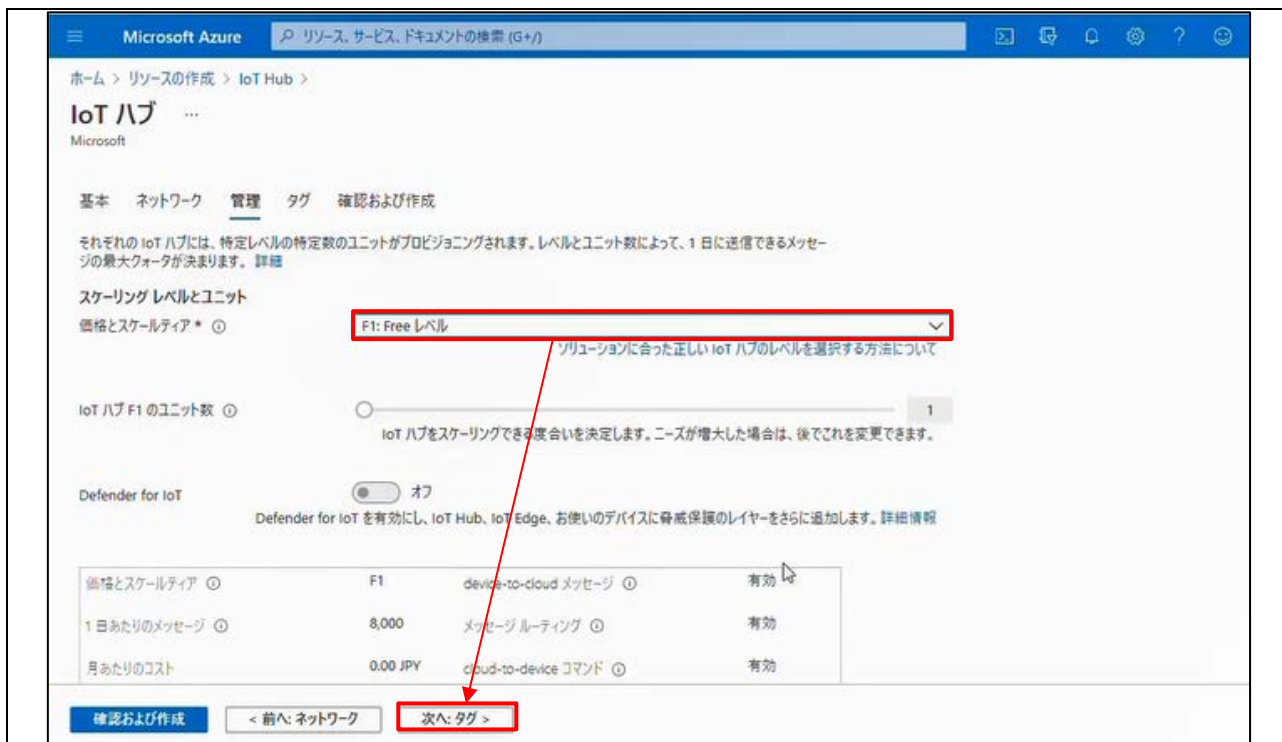 Microsoft Azure
リソース、サービス、ドキュメントの検索 (G+/)
ホーム > リソースの作成 > IoT Hub >
IoT ハブ ...
Microsoft
基本 ネットワーク 管理 タグ 確認および作成
それぞれの IoT ハブには、特定レベルの特定数のユニットがプロビジョニングされます。レベルとユニット数によって、1 日に送信できるメッセー
ジの最大クォータが決まります。 詳細
スケーリング レベルとユニット
価格とスケールティア *
F1: Free レベル
ソリューションに合った正しい IoT ハブのレベルを選択する方法について
IoT ハブ F1 のユニット数
1
IoT ハブをスケーリングできる度合いを決定します。ニーズが増大した場合は、後でこれを変更できます。
Defender for IoT
オフ
Defender for IoT を有効にし、IoT Hub、IoT Edge、お使いのデバイスに脅威保護のレイヤーをさらに追加します。詳細情報
価格とスケールティア F1 device-to-cloud メッセージ 有効
1 日あたりのメッセージ 8,000 メッセージ ルーティング 有効
月あたりのコスト 0.00 JPY cloud-to-device コマンド 有効
確認および作成 < 前へ: ネットワーク 次へ: タグ >